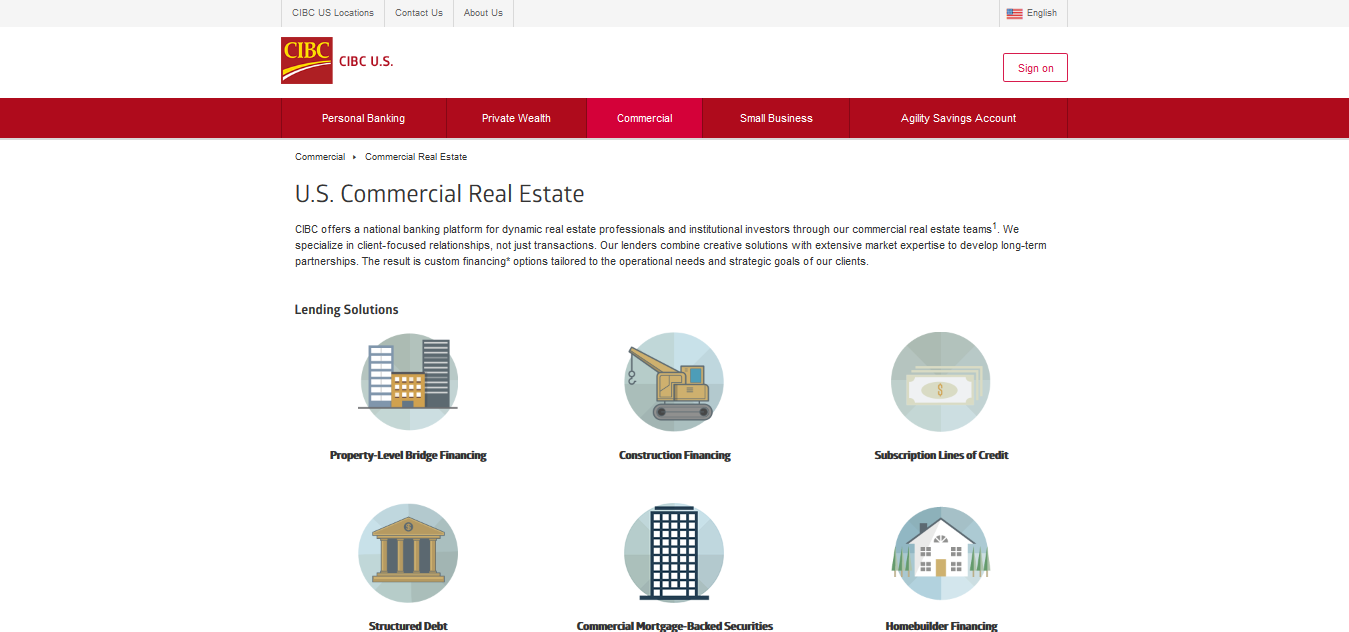 CIBC US Locations
Contact Us
About Us
English
CIBC
CIBC U.S.
Sign on
Personal Banking
Private Wealth
Commercial
Small Business
Agility Savings Account
Commercial
Commercial Real Estate
U.S. Commercial Real Estate
CIBC offers a national banking platform for dynamic real estate professionals and institutional investors through our commercial real estate teams1. We
specialize in client-focused relationships, not just transactions. Our lenders combine creative solutions with extensive market expertise to develop long-term
partnerships. The result is custom financing* options tailored to the operational needs and strategic goals of our clients.
Lending Solutions
$
Property-Level Bridge Financing
Construction Financing
Subscription Lines of Credit
$
Structured Debt
Commercial Mortgage-Backed Securities
Homebuilder Financing